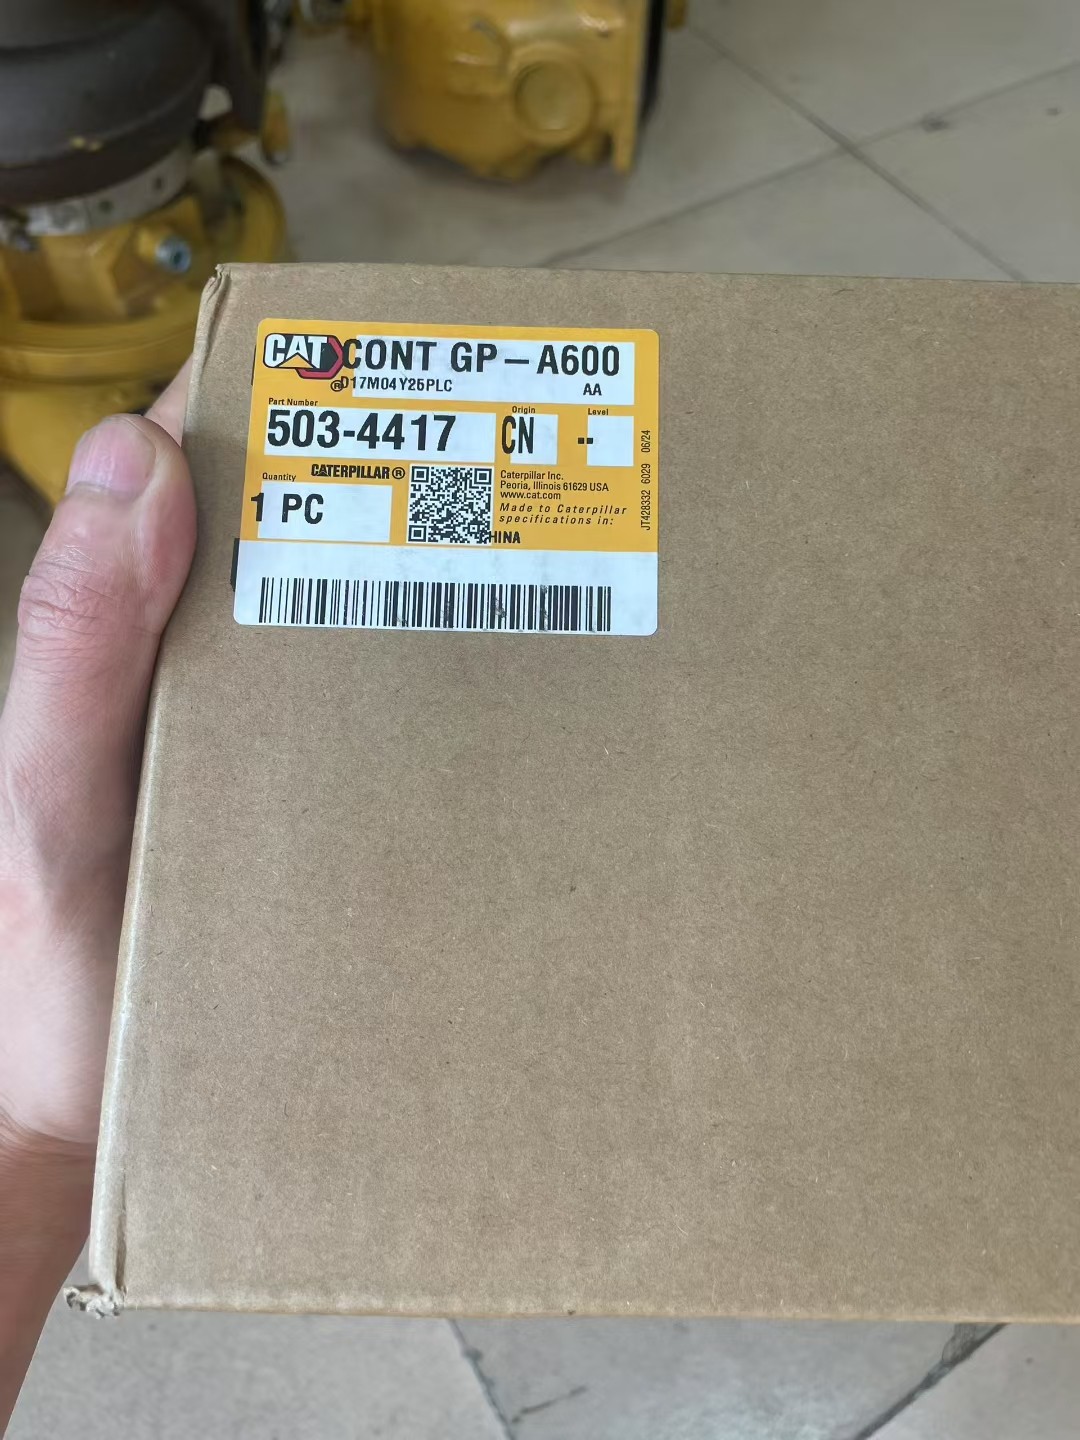 CAT CONT GP – A600
® D17M04Y25PLC AA
Part Number Origin Level
503-4417 CN --
Quantity CATERPILLAR®
1 PC
Caterpillar Inc.
Peoria, Illinois 61629 USA
www.cat.com
Made to Caterpillar
specifications in:
CHINA
JT428332 6029 06/24